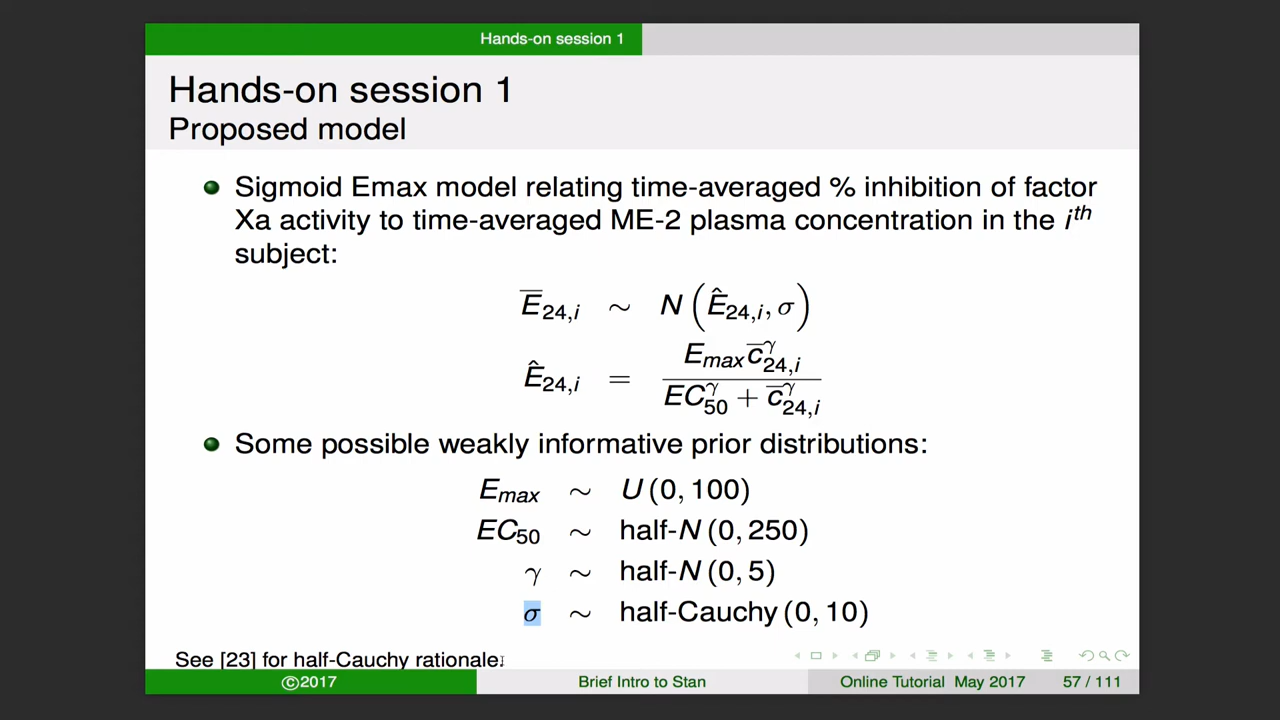 Hands-on session 1
Hands-on session 1
Proposed model
Sigmoid Emax model relating time-averaged % inhibition of factor
Xa activity to time-averaged ME-2 plasma concentration in the i^th
subject:
E̅_24,i ∼ N(Ê_24,i, σ)
Ê_24,i = E_max c̅^γ_24,i / (EC^γ_50 + c̅^γ_24,i)
Some possible weakly informative prior distributions:
E_max ∼ U(0, 100)
EC_50 ∼ half-N(0, 250)
γ ∼ half-N(0, 5)
σ ∼ half-Cauchy(0, 10)
See [23] for half-Cauchy rationale.
©2017 Brief Intro to Stan Online Tutorial May 2017 57 / 111